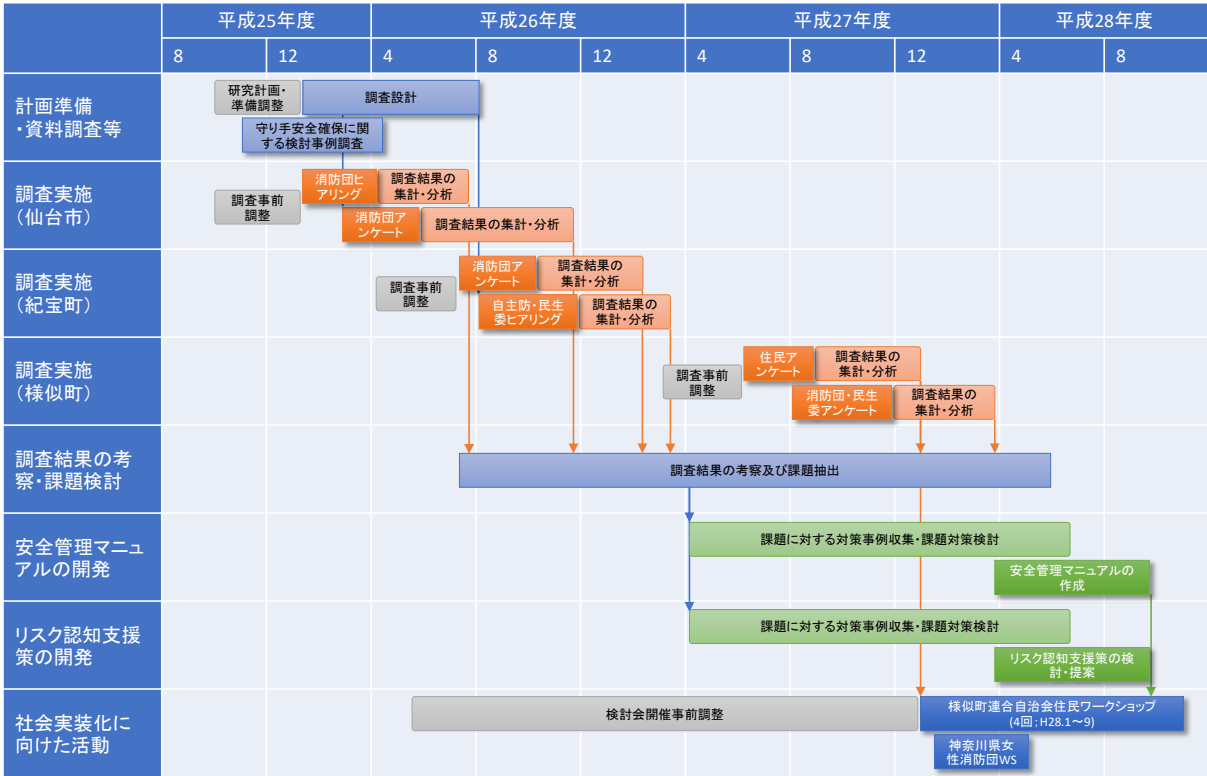 平成25年度
平成26年度
平成27年度
平成28年度
8
12
4
8
12
4
8
12
4
8
計画準備
・資料調査等
研究計画・
準備調整
調査設計
守り手安全確保に関
する検討事例調査
調査実施
(仙台市)
調査事前
調整
消防団ヒ
アリング
調査結果の
集計・分析
消防団ア
ンケート
調査結果の集計・分析
調査実施
(紀宝町)
調査事前
調整
消防団ア
ンケート
調査結果の
集計・分析
自主防・民生
委ヒアリング
調査結果の
集計・分析
調査実施
(様似町)
調査事前
調整
住民ア
ンケート
調査結果の
集計・分析
消防団・民生
委アンケート
調査結果の
集計・分析
調査結果の考
察・課題検討
調査結果の考察及び課題抽出
安全管理マニュ
アルの開発
課題に対する対策事例収集・課題対策検討
安全管理マニュアルの
作成
リスク認知支援
策の開発
課題に対する対策事例収集・課題対策検討
リスク認知支援策の検
討・提案
社会実装化に
向けた活動
検討会開催事前調整
様似町連合自治会住民ワークショップ
(4回;H28.1~9)
神奈川県女
性消防団WS